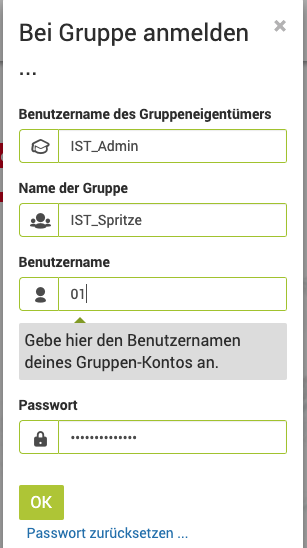 Bei Gruppe anmelden
...
Benutzername des Gruppeneigentümers
IST_Admin
Name der Gruppe
IST_Spritze
Benutzername
01
Gebe hier den Benutzernamen
deines Gruppen-Kontos an.
Passwort
••••••••••••••
OK
Passwort zurücksetzen ...